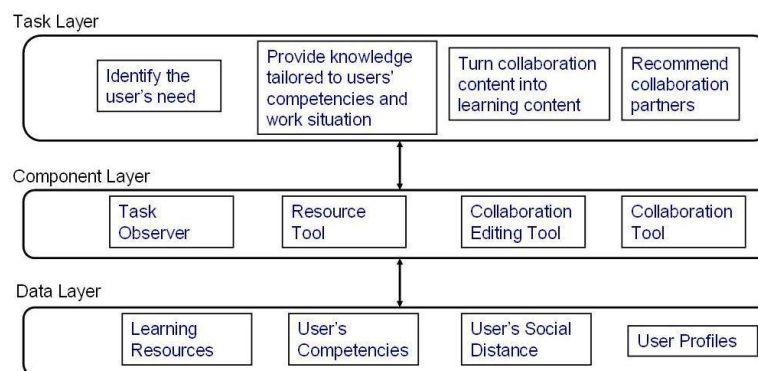 Task Layer
Identify the
user's need
Provide knowledge
tailored to users'
competencies and
work situation
Turn collaboration
content into
learning content
Recommend
collaboration
partners
Component Layer
Task
Observer
Resource
Tool
Collaboration
Editing Tool
Collaboration
Tool
Data Layer
Learning
Resources
User's
Competencies
User's Social
Distance
User Profiles